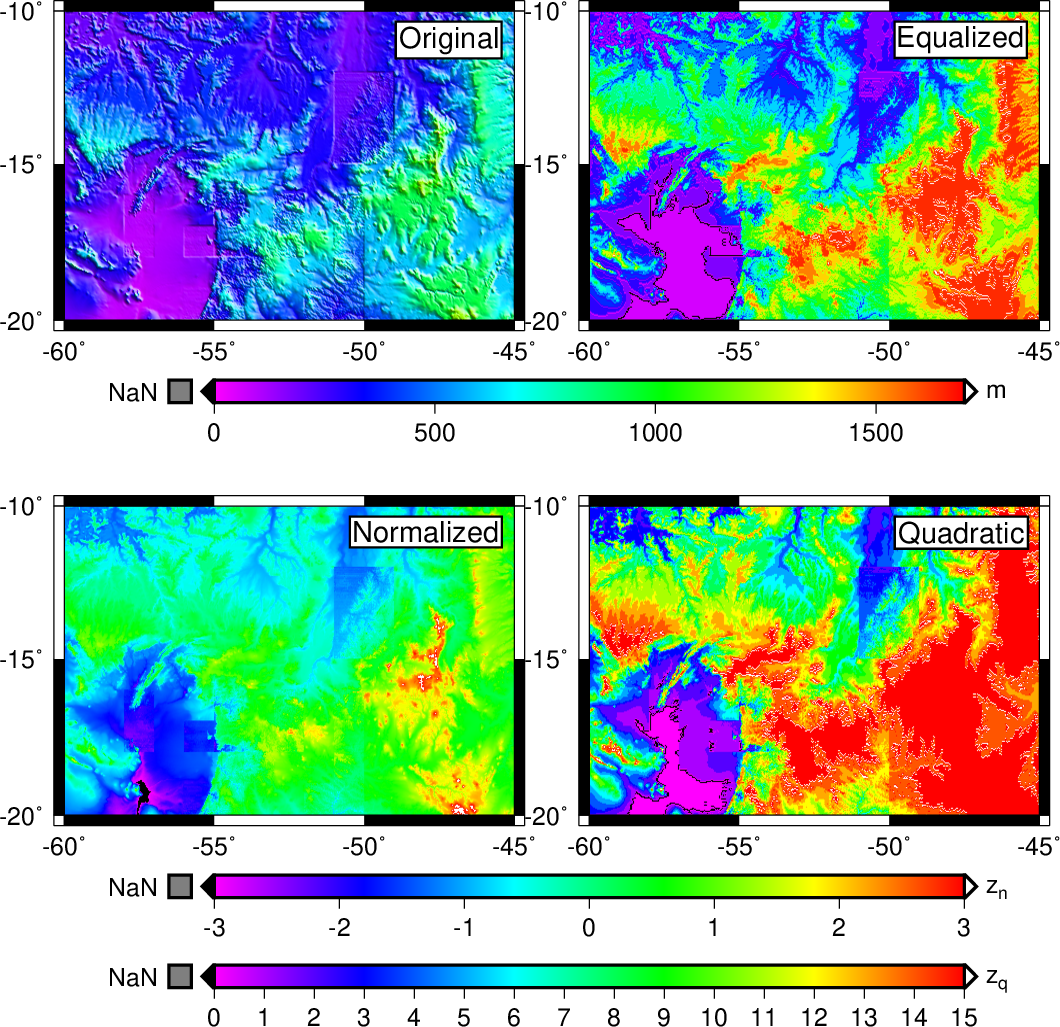 -10˚ Original -10˚ Equalized
-15˚ -15˚
-20˚ -20˚
-60˚ -55˚ -50˚ -45˚ -60˚ -55˚ -50˚ -45˚
NaN m
0 500 1000 1500
-10˚ Normalized -10˚ Quadratic
-15˚ -15˚
-20˚ -20˚
-60˚ -55˚ -50˚ -45˚ -60˚ -55˚ -50˚ -45˚
NaN zn
-3 -2 -1 0 1 2 3
NaN zq
0 1 2 3 4 5 6 7 8 9 10 11 12 13 14 15